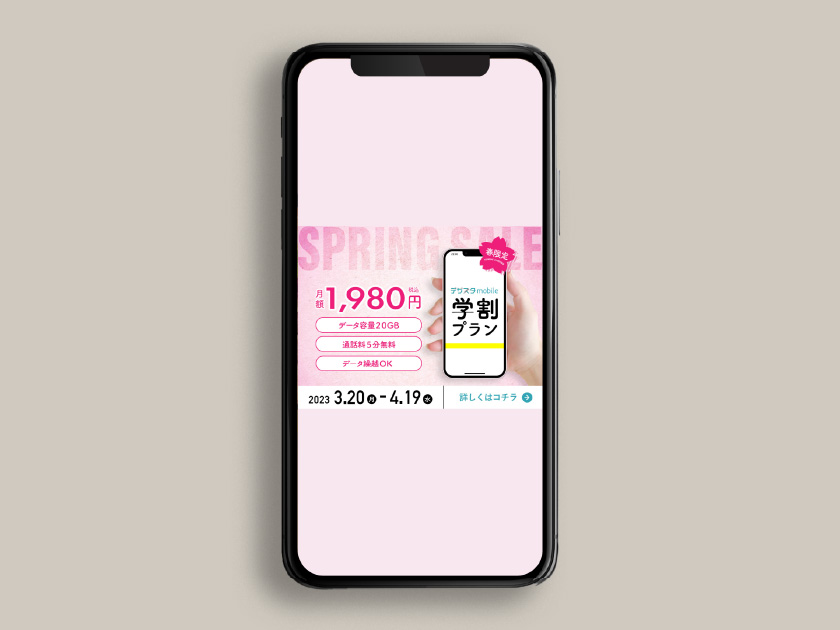 SPRING SALE
春限定
月額1,980円
税込
データ容量20GB
通話料5分無料
データ繰越OK
デジスタmobile
学割
プラン
2023 3.20月-4.19水
詳しくはコチラ